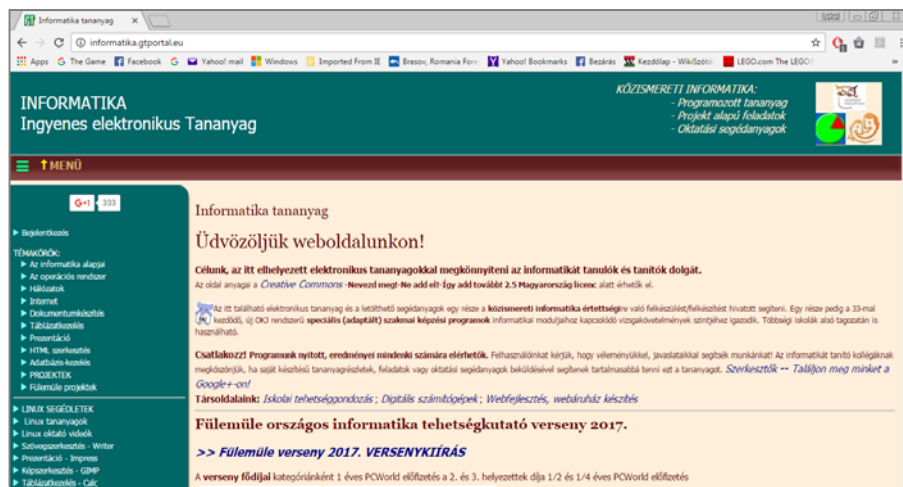 Informatika tananyag
informatika.gtportal.eu
Apps The Game Facebook G Yahoo! mail Windows Imported From IE Brasov, Romania Fore Yahoo! Bookmarks Bezárás Kezdőlap - WikiSzótár LEGO.com The LEGO »
INFORMATIKA
Ingyenes elektronikus Tananyag
KÖZISMERETI INFORMATIKA:
- Programozott tananyag
- Projekt alapú feladatok
- Oktatási segédanyagok
MENÜ
G+1 333
Bejelentkezés
TÉMAKÖRÖK:
Az informatika alapjai
Az operációs rendszer
Hálózatok
Internet
Dokumentumkészítés
Táblázatkezelés
Prezentáció
HTML szerkesztés
Adatbázis-kezelés
PROJEKTEK
Fülemüle projektek
LINUX SEGÉDLETEK
Linux tananyagok
Linux oktató videók
Szövegszerkesztés - Writer
Prezentáció - Impress
Képszerkesztés - GIMP
Táblázatkezelés - Calc
Informatika tananyag
Üdvözöljük weboldalunkon!
Célunk, az itt elhelyezett elektronikus tananyagokkal megkönnyíteni az informatikát tanulók és tanítók dolgát.
Az oldal anyagai a Creative Commons -Nevezd meg!-Ne add el!-Így add tovább! 2.5 Magyarország licenc alatt érhetők el.
Az itt található elektronikus tananyag és a letölthető segédanyagok egy része a közismereti informatika érettségire való felkészülést/felkészítést hivatott segíteni. Egy része pedig a 33-mal
kezdődő, új OKJ rendszerű speciális (adaptált) szakmai képzési programok informatikai moduljaihoz kapcsolódó vizsgakövetelmények szintjéhez igazodik. Többségi iskolák alsó tagozatán is
használható.
Csatlakozz! Programunk nyitott, eredményei mindenki számára elérhetők. Felhasználóinkat kérjük, hogy véleményükkel, javaslataikkal segítsék munkánkat! Az informatikát tanító kollégáknak
megköszönjük, ha saját készítésű tananyagrészletek, feladatok vagy oktatási segédanyagok beküldésével segítenek tartalmasabbá tenni ezt a tananyagot. Szerkesztők -- Találjon meg minket a
Google+-on!
Társoldalaink: Iskolai tehetséggondozás ; Digitális számítógépek ; Webfejlesztés, webáruház készítés
Fülemüle országos informatika tehetségkutató verseny 2017.
>> Fülemüle verseny 2017. VERSENYKIÍRÁS
A verseny fődíjai kategóriánként 1 éves PCWorld előfizetés a 2. és 3. helyezettek díja 1/2 és 1/4 éves PCWorld előfizetés